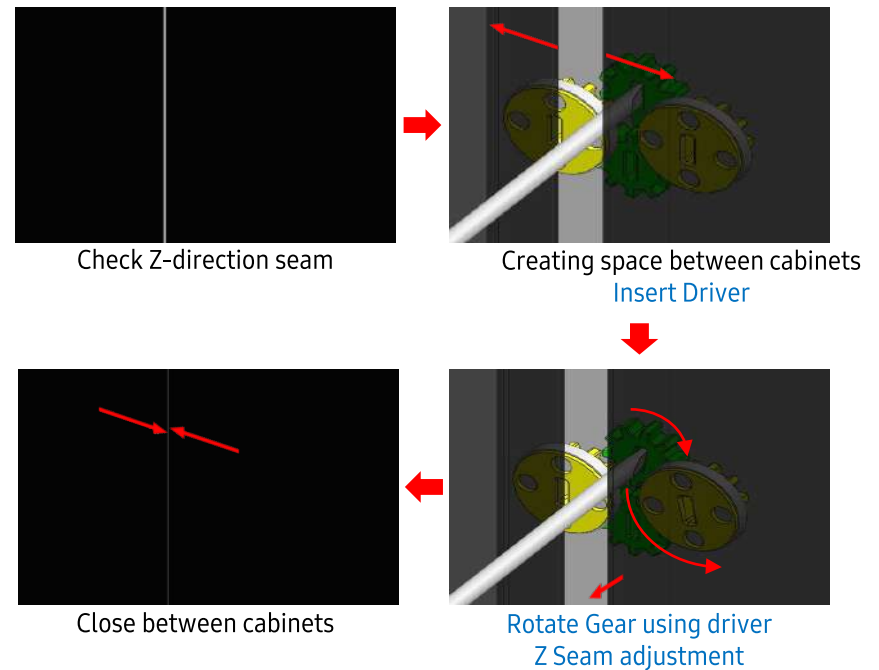 Check Z-direction seam
Creating space between cabinets
Insert Driver
Close between cabinets
Rotate Gear using driver
Z Seam adjustment